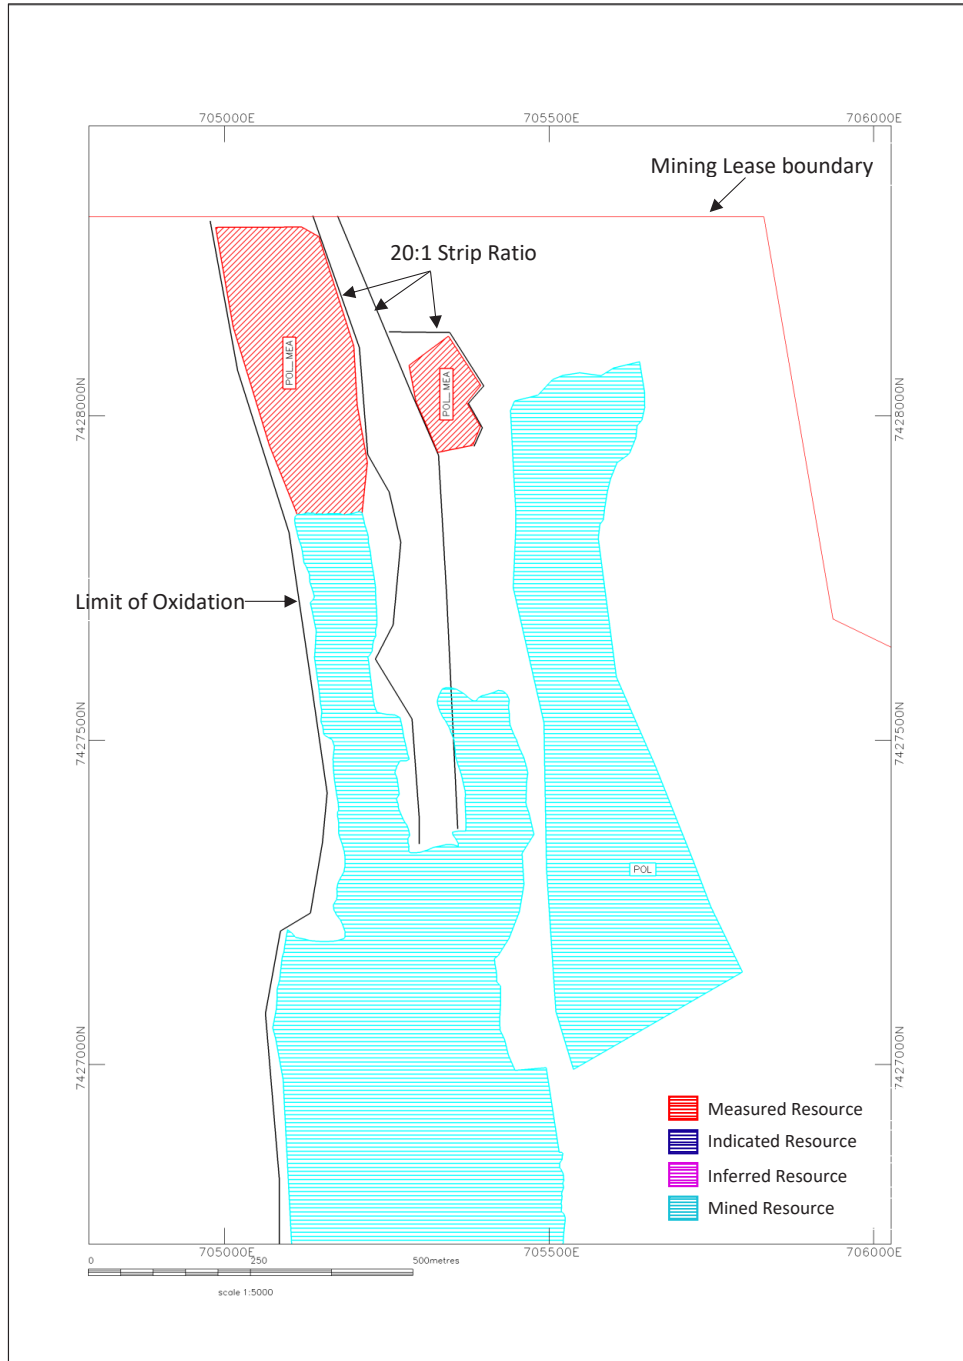 705000E 705500E 706000E
Mining Lease boundary
20:1 Strip Ratio
POL_MEA
POL_MEA
7428000N 7428000N
Limit of Oxidation
7427500N 7427500N
POL
7427000N 7427000N
Measured Resource
Indicated Resource
Inferred Resource
Mined Resource
705000E 705500E 706000E
0 250 500metres
scale 1:5000